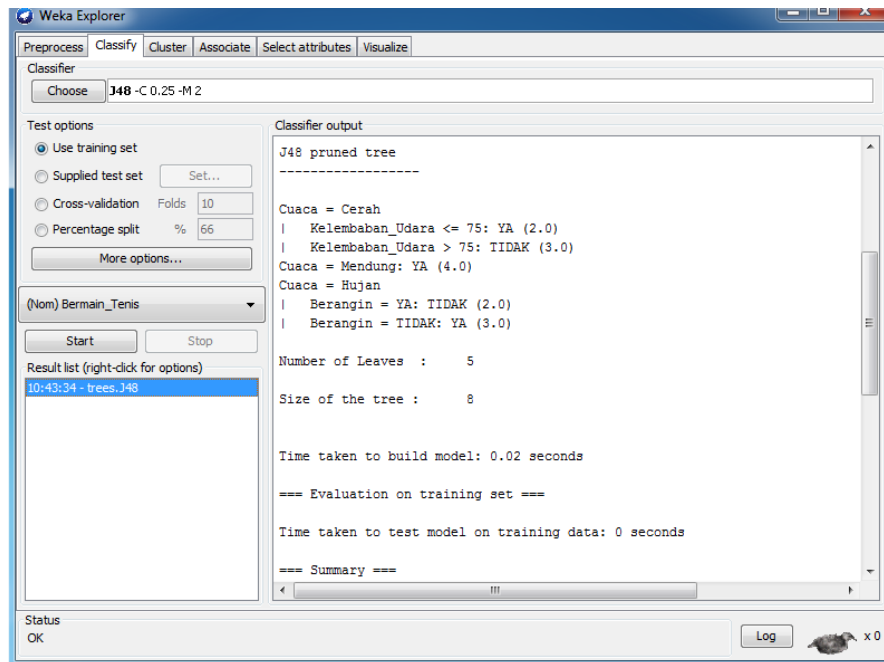 Weka Explorer
Preprocess Classify Cluster Associate Select attributes Visualize
Classifier
Choose J48 -C 0.25 -M 2
Test options
Use training set
Supplied test set Set...
Cross-validation Folds 10
Percentage split % 66
More options...
(Nom) Bermain_Tenis
Start Stop
Result list (right-click for options)
10:43:34 - trees.J48
Classifier output
J48 pruned tree
------------------
Cuaca = Cerah
|   Kelembaban_Udara <= 75: YA (2.0)
|   Kelembaban_Udara > 75: TIDAK (3.0)
Cuaca = Mendung: YA (4.0)
Cuaca = Hujan
|   Berangin = YA: TIDAK (2.0)
|   Berangin = TIDAK: YA (3.0)
Number of Leaves  :     5
Size of the tree :     8
Time taken to build model: 0.02 seconds
=== Evaluation on training set ===
Time taken to test model on training data: 0 seconds
=== Summary ===
Status
OK
Log
x 0